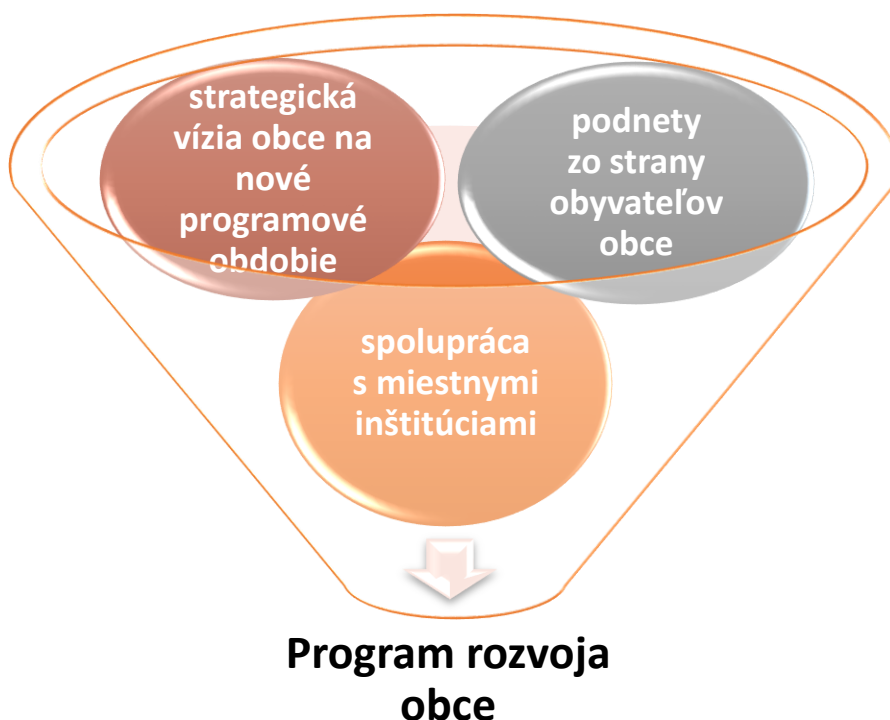 strategická
vízia obce na
nové
programové
obdobie
podnety
zo strany
obyvateľov
obce
spolupráca
s miestnymi
inštitúciami
Program rozvoja
obce